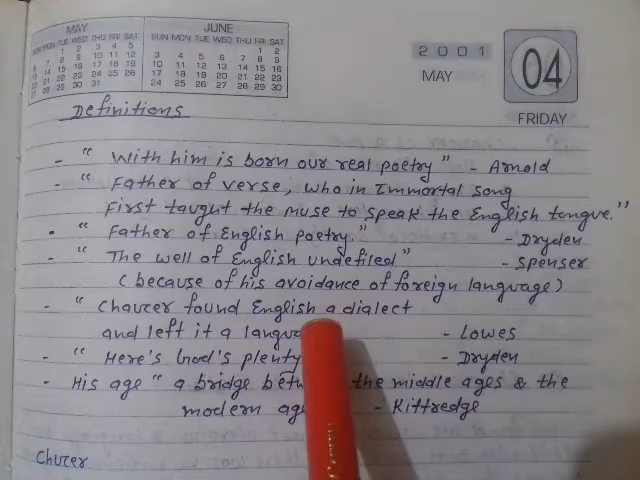 MAY
SUN MON TUE WED THU FRI SAT
1 2 3 4 5
6 7 8 9 10 11 12
13 14 15 16 17 18 19
20 21 22 23 24 25 26
27 28 29 30 31
JUNE
SUN MON TUE WED THU FRI SAT
1 2
3 4 5 6 7 8 9
10 11 12 13 14 15 16
17 18 19 20 21 22 23
24 25 26 27 28 29 30
2001
MAY
04
FRIDAY
Definitions
- " With him is born our real poetry " - Arnold
- " Father of verse, who in Immortal song
First taught the muse to speak the English tongue. "
- " Father of English poetry. " - Dryden
- " The well of English undefiled " - Spenser
( because of his avoidance of foreign language )
- " Chaucer found English a dialect
and left it a - Lowes
- " Here's God's plenty - Dryden
- His age " a bridge the middle ages & the
modern - Kittredge
Chucer